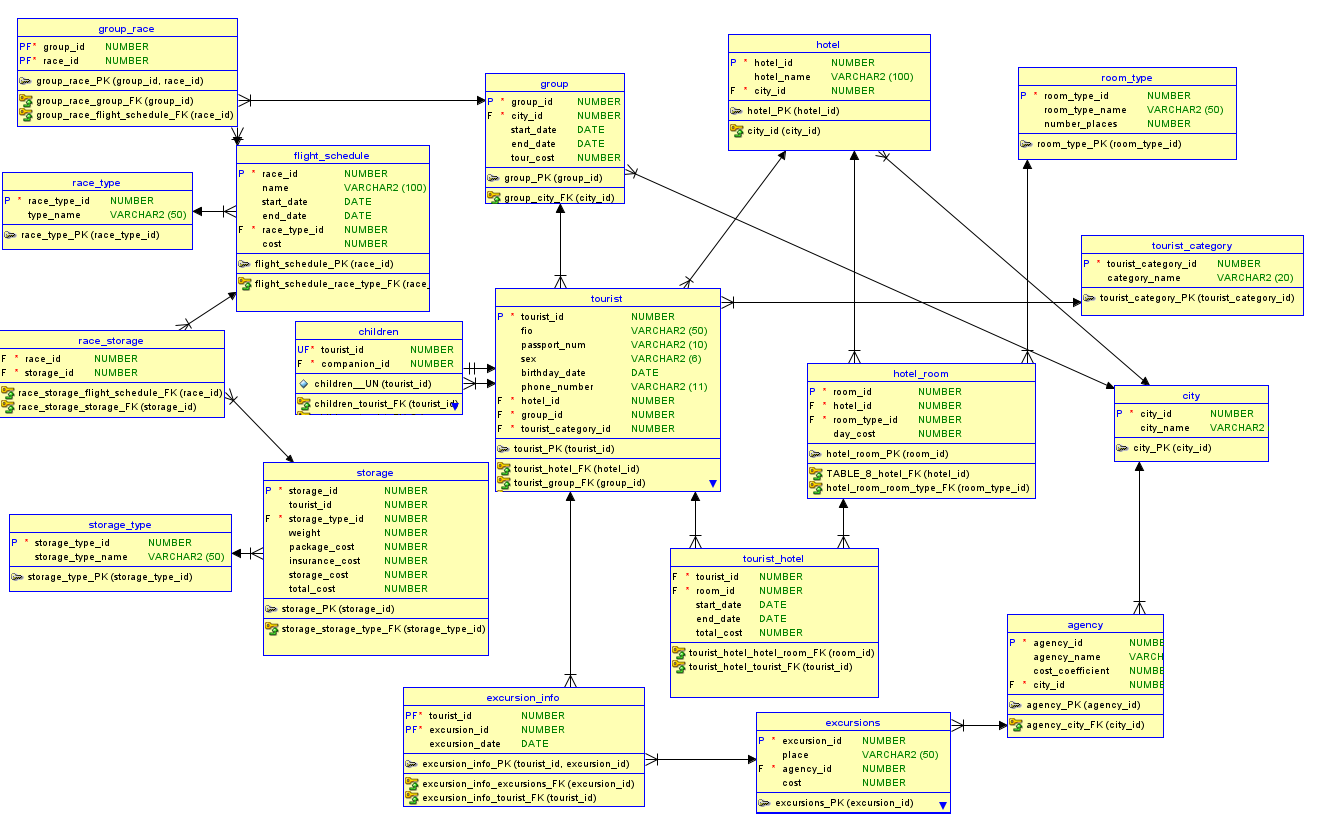 group_race
PF* group_id NUMBER
PF* race_id NUMBER
group_race_PK (group_id, race_id)
group_race_group_FK (group_id)
group_race_flight_schedule_FK (race_id)
group
P * group_id NUMBER
F * city_id NUMBER
start_date DATE
end_date DATE
tour_cost NUMBER
group_PK (group_id)
group_city_FK (city_id)
hotel
P * hotel_id NUMBER
hotel_name VARCHAR2 (100)
F * city_id NUMBER
hotel_PK (hotel_id)
city_id (city_id)
room_type
P * room_type_id NUMBER
room_type_name VARCHAR2 (50)
number_places NUMBER
room_type_PK (room_type_id)
flight_schedule
P * race_id NUMBER
name VARCHAR2 (100)
start_date DATE
end_date DATE
F * race_type_id NUMBER
cost NUMBER
flight_schedule_PK (race_id)
flight_schedule_race_type_FK (race_
race_type
P * race_type_id NUMBER
type_name VARCHAR2 (50)
race_type_PK (race_type_id)
tourist_category
P * tourist_category_id NUMBER
category_name VARCHAR2 (20)
tourist_category_PK (tourist_category_id)
race_storage
F * race_id NUMBER
F * storage_id NUMBER
race_storage_flight_schedule_FK (race_id)
race_storage_storage_FK (storage_id)
children
UF* tourist_id NUMBER
F * companion_id NUMBER
children__UN (tourist_id)
children_tourist_FK (tourist_id)
tourist
P * tourist_id NUMBER
fio VARCHAR2 (50)
passport_num VARCHAR2 (10)
sex VARCHAR2 (6)
birthday_date DATE
phone_number VARCHAR2 (11)
F * hotel_id NUMBER
F * group_id NUMBER
F * tourist_category_id NUMBER
tourist_PK (tourist_id)
tourist_hotel_FK (hotel_id)
tourist_group_FK (group_id)
hotel_room
P * room_id NUMBER
F * hotel_id NUMBER
F * room_type_id NUMBER
day_cost NUMBER
hotel_room_PK (room_id)
TABLE_8_hotel_FK (hotel_id)
hotel_room_room_type_FK (room_type_id)
city
P * city_id NUMBER
city_name VARCHAR2
city_PK (city_id)
storage
P * storage_id NUMBER
tourist_id NUMBER
F * storage_type_id NUMBER
weight NUMBER
package_cost NUMBER
insurance_cost NUMBER
storage_cost NUMBER
total_cost NUMBER
storage_PK (storage_id)
storage_storage_type_FK (storage_type_id)
storage_type
P * storage_type_id NUMBER
storage_type_name VARCHAR2 (50)
storage_type_PK (storage_type_id)
tourist_hotel
F * tourist_id NUMBER
F * room_id NUMBER
start_date DATE
end_date DATE
total_cost NUMBER
tourist_hotel_hotel_room_FK (room_id)
tourist_hotel_tourist_FK (tourist_id)
agency
P * agency_id NUMBE
agency_name VARCH
cost_coefficient NUMBE
F * city_id NUMBE
agency_PK (agency_id)
agency_city_FK (city_id)
excursion_info
PF* tourist_id NUMBER
PF* excursion_id NUMBER
excursion_date DATE
excursion_info_PK (tourist_id, excursion_id)
excursion_info_excursions_FK (excursion_id)
excursion_info_tourist_FK (tourist_id)
excursions
P * excursion_id NUMBER
place VARCHAR2 (50)
F * agency_id NUMBER
cost NUMBER
excursions_PK (excursion_id)